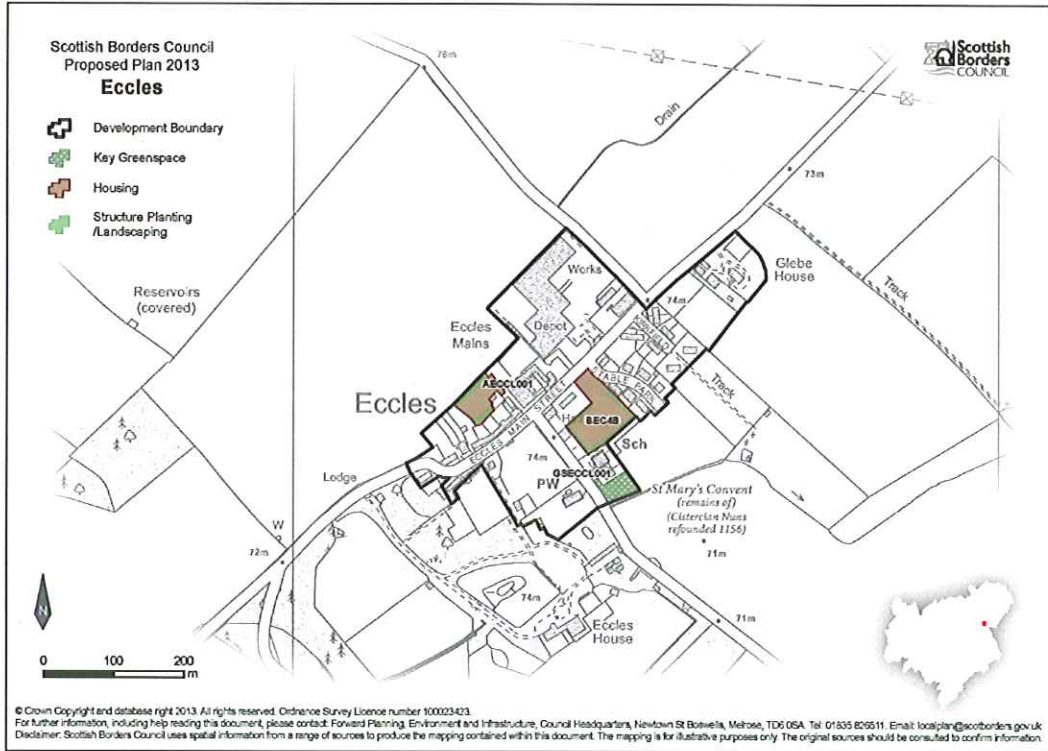 Scottish Borders Council
Proposed Plan 2013
Eccles
Development Boundary
Key Greenspace
Housing
Structure Planting
/Landscaping
Scottish
Borders
COUNCIL
76m
Drain
73m
Works
Glebe
House
Reservoirs
(covered)
Track
74m
Eccles
Mains
Depot
AECCL001
STABLE PARK
Track
Eccles
ECCLES MAIN STREET
BEC4B
Sch
74m
GSECCL001
Lodge
PW
St Mary's Convent
(remains of)
(Cistercian Nuns
refounded 1156)
W
72m
71m
74m
71m
Eccles
House
N
0 100 200
m
© Crown Copyright and database right 2013. All rights reserved. Ordnance Survey Licence number 100023423.
For further information, including help reading this document, please contact: Forward Planning, Environment and Infrastructure, Council Headquarters, Newtown St Boswells, Melrose, TD6 0SA. Tel: 01835 826511. Email: localplan@scotborders.gov.uk
Disclaimer: Scottish Borders Council uses spatial information from a range of sources to produce the mapping contained within this document. The mapping is for illustrative purposes only. The original sources should be consulted to confirm information.